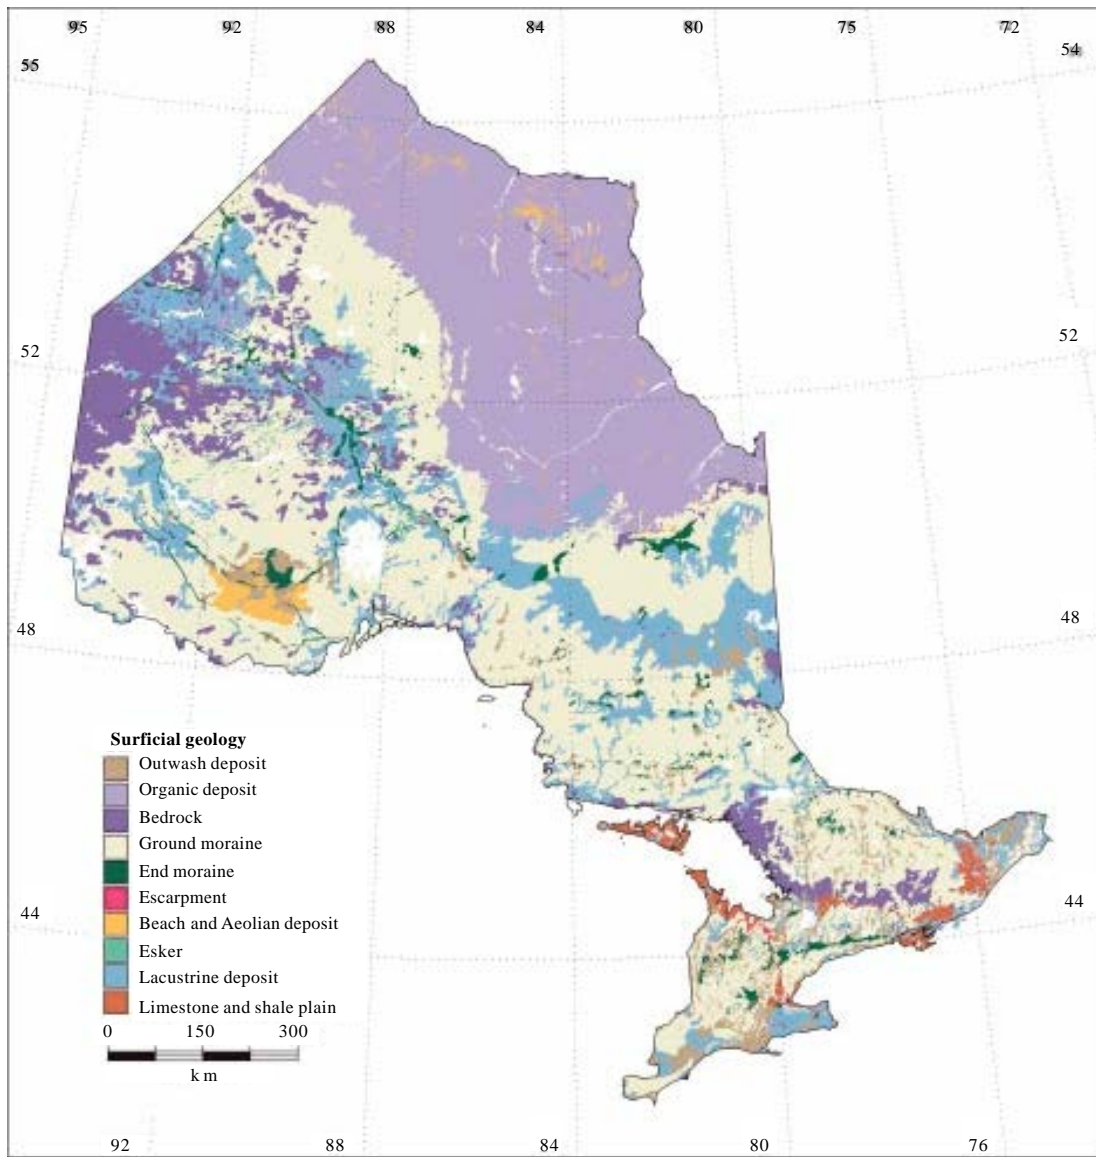 95 92 88 84 80 75 72
54
55
52
52
48
48
Surficial geology
Outwash deposit
Organic deposit
Bedrock
Ground moraine
End moraine
Escarpment
Beach and Aeolian deposit
Esker
Lacustrine deposit
Limestone and shale plain
44
44
0 150 300
km
92 88 84 80 76